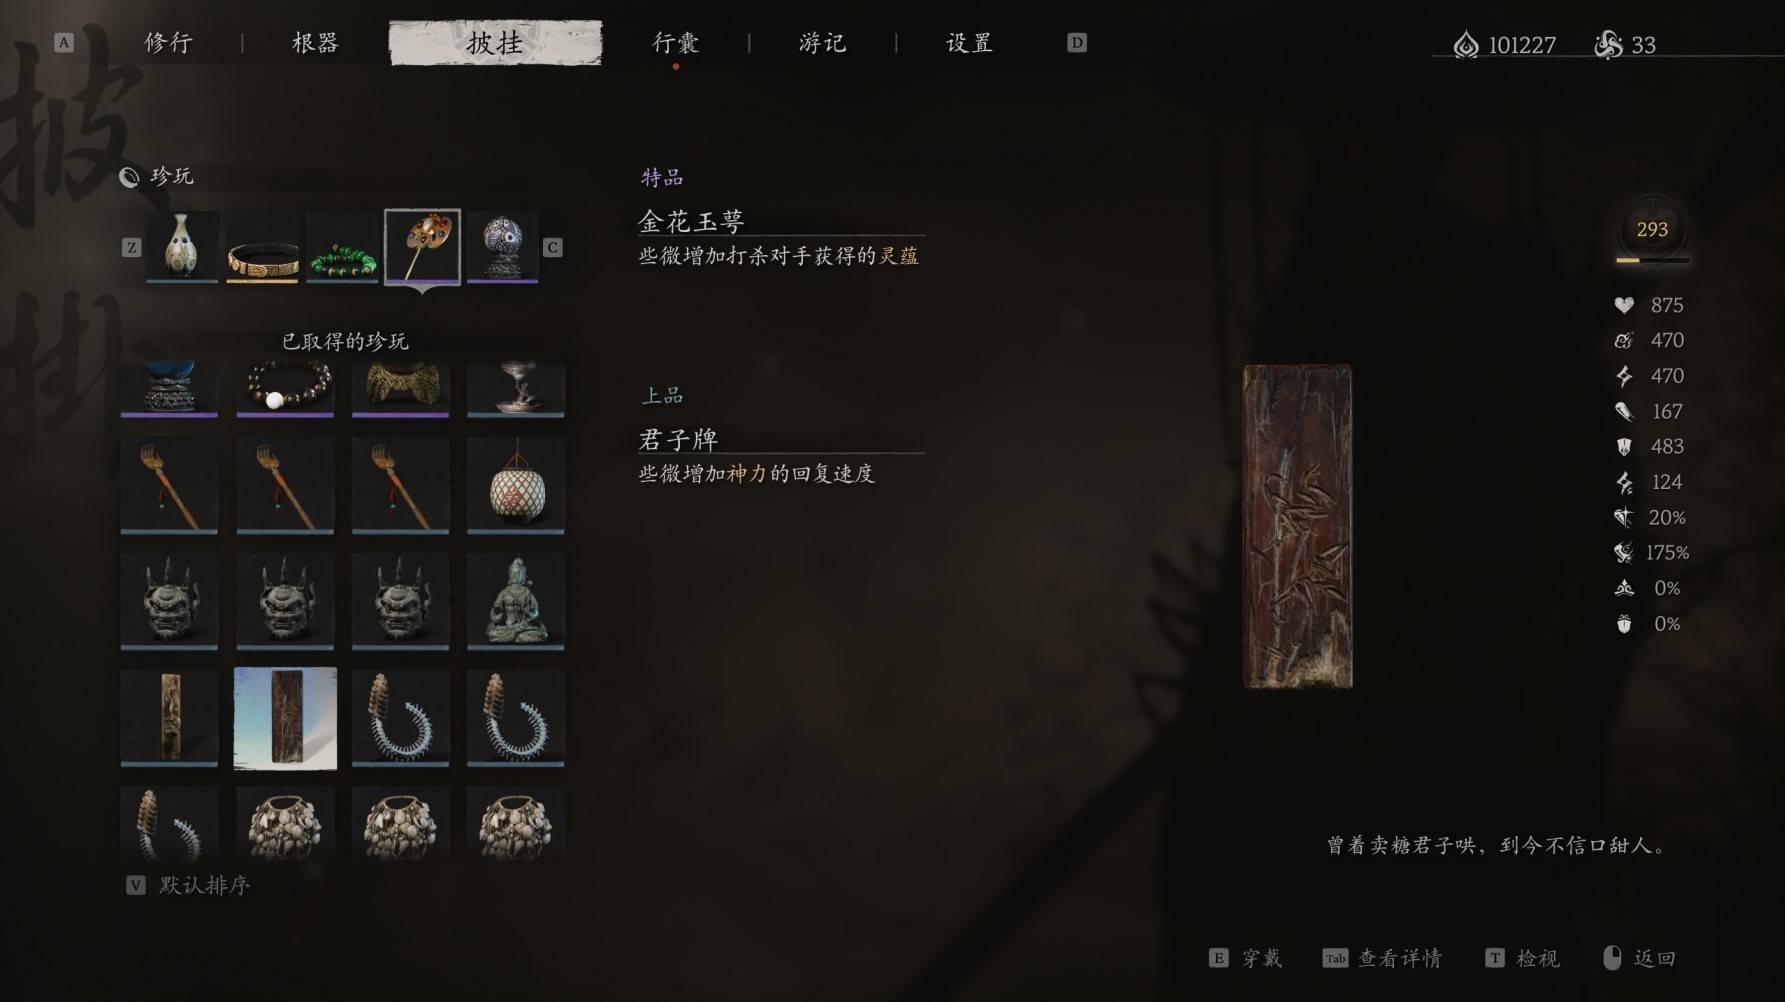 披掛
A 修行 | 根器 披挂 行囊 | 游记 | 设置 D
101227 33
珍玩
Z C
已取得的珍玩
V 默认排序
特品
金花玉萼
些微增加打杀对手获得的灵蕴
上品
君子牌
些微增加神力的回复速度
293
875
470
470
167
483
124
20%
175%
0%
0%
曾着卖糖君子哄，到今不信口甜人。
E 穿戴 Tab 查看详情 T 检视 返回